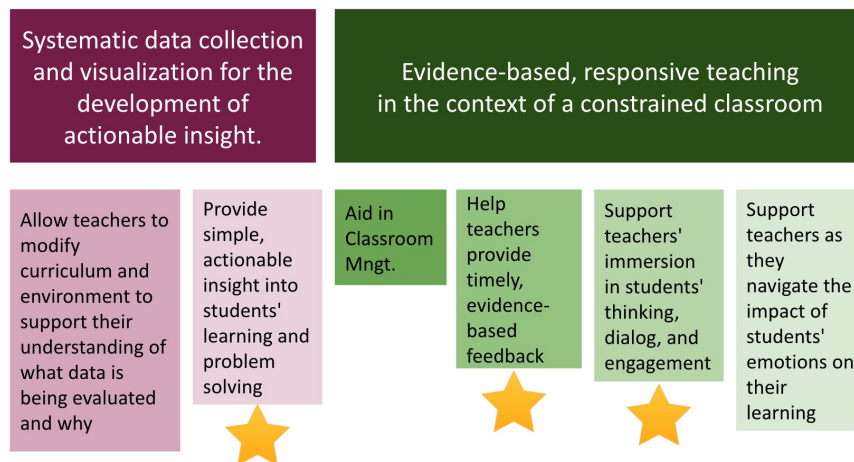 Systematic data collection
and visualization for the
development of
actionable insight.
Evidence-based, responsive teaching
in the context of a constrained classroom
Allow teachers to
modify
curriculum and
environment to
support their
understanding of
what data is
being evaluated
and why
Provide
simple,
actionable
insight into
students'
learning and
problem
solving
Aid in
Classroom
Mngt.
Help
teachers
provide
timely,
evidence-
based
feedback
Support
teachers'
immersion
in students'
thinking,
dialog, and
engagement
Support
teachers as
they
navigate the
impact of
students'
emotions on
their
learning